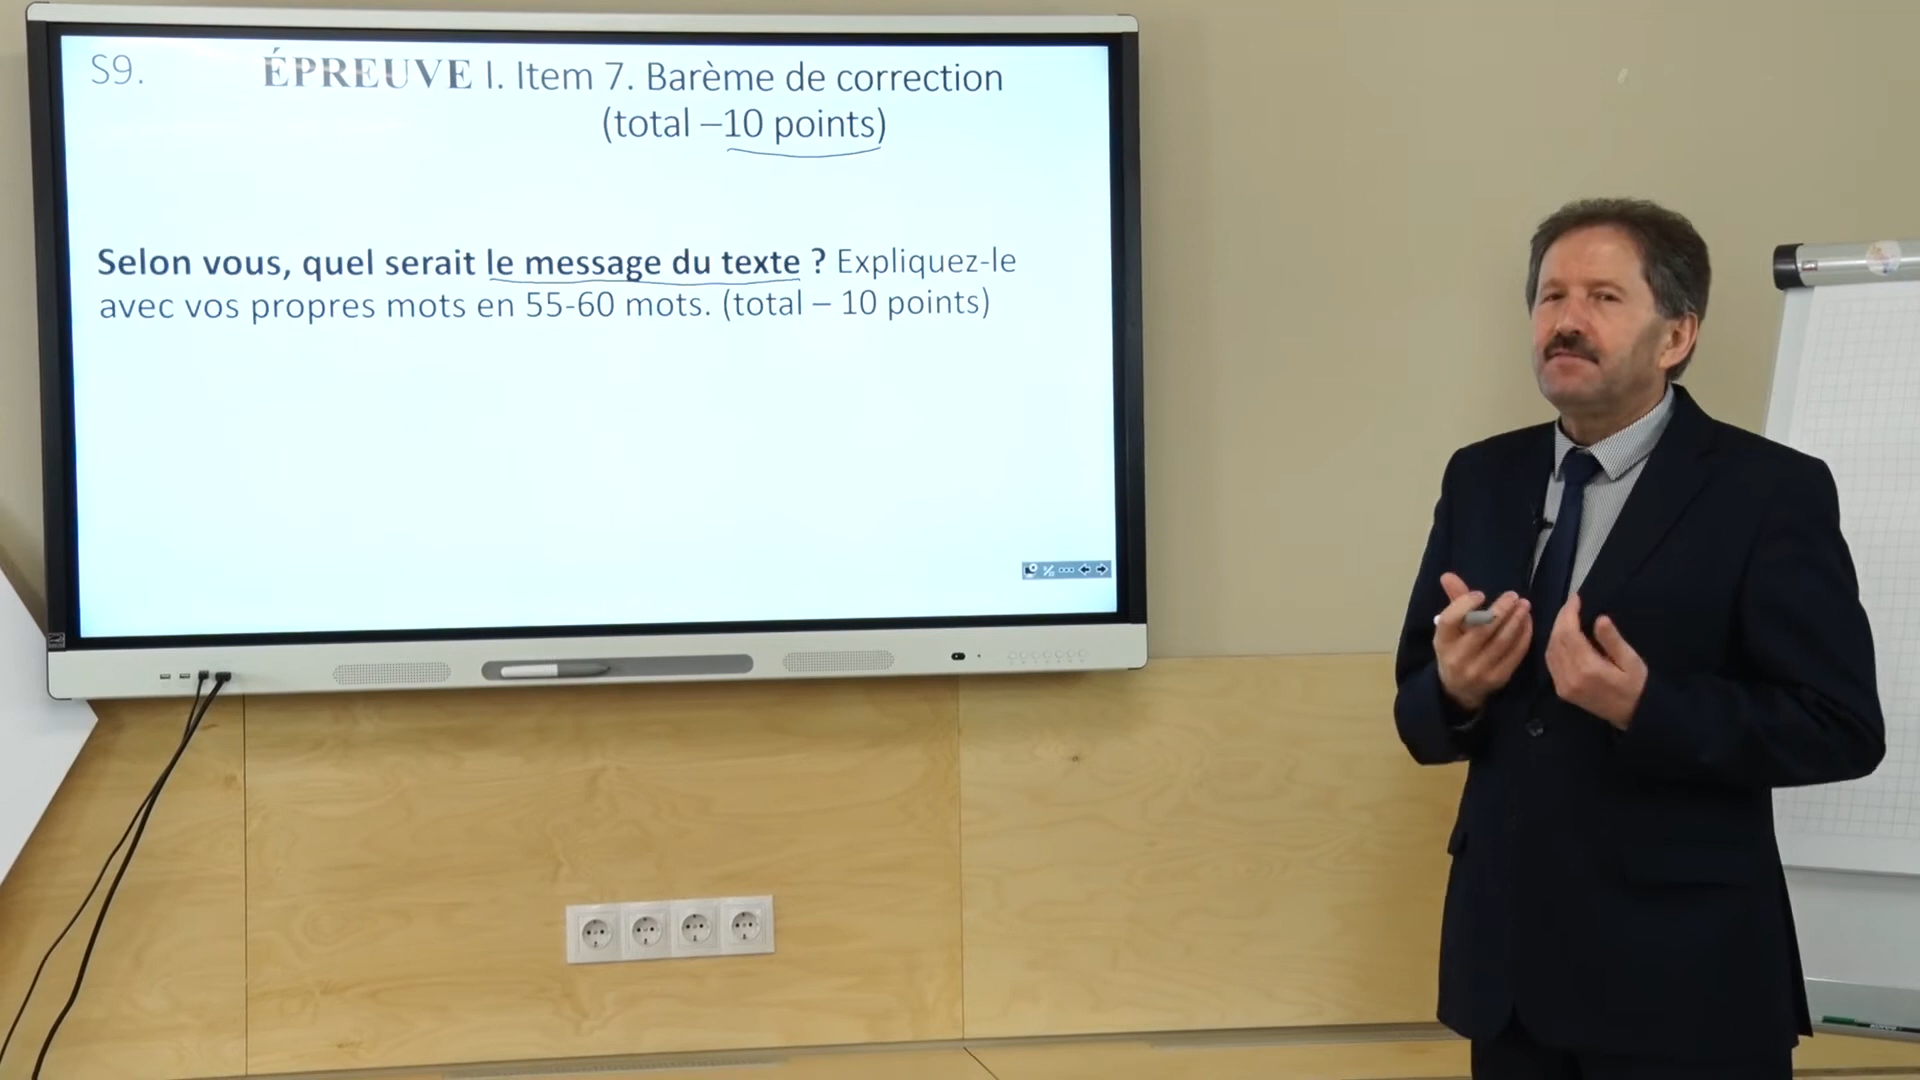 S9.
ÉPREUVE I. Item 7. Barème de correction
(total –10 points)
Selon vous, quel serait le message du texte ? Expliquez-le
avec vos propres mots en 55-60 mots. (total – 10 points)